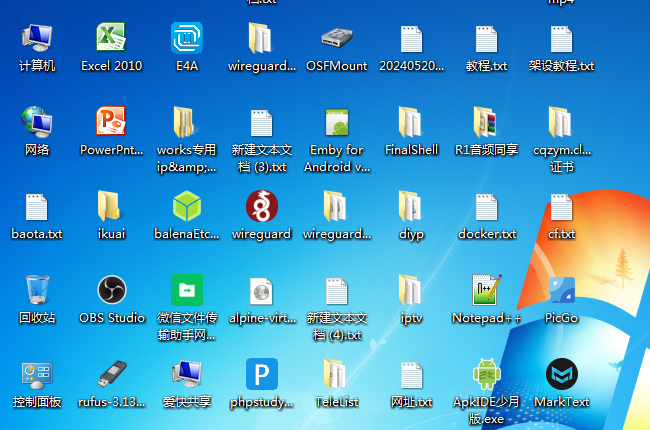 档.txt
mp4
计算机
Excel 2010
E4A
wireguard...
OSFMount
20240520...
教程.txt
架设教程.txt
网络
PowerPnt...
works专用
ip&amp;...
新建文本文
档 (3).txt
Emby for
Android v...
FinalShell
R1音频同享
cqzym.cl...
证书
baota.txt
ikuai
balenaEtc...
wireguard
wireguard...
diyp
docker.txt
cf.txt
回收站
OBS Studio
微信文件传
输助手网...
alpine-virt...
新建文本文
档 (4).txt
iptv
Notepad++
PicGo
控制面板
rufus-3.13...
爱快共享
phpstudy...
TeleList
网址.txt
ApkIDE少月
版.exe
MarkText